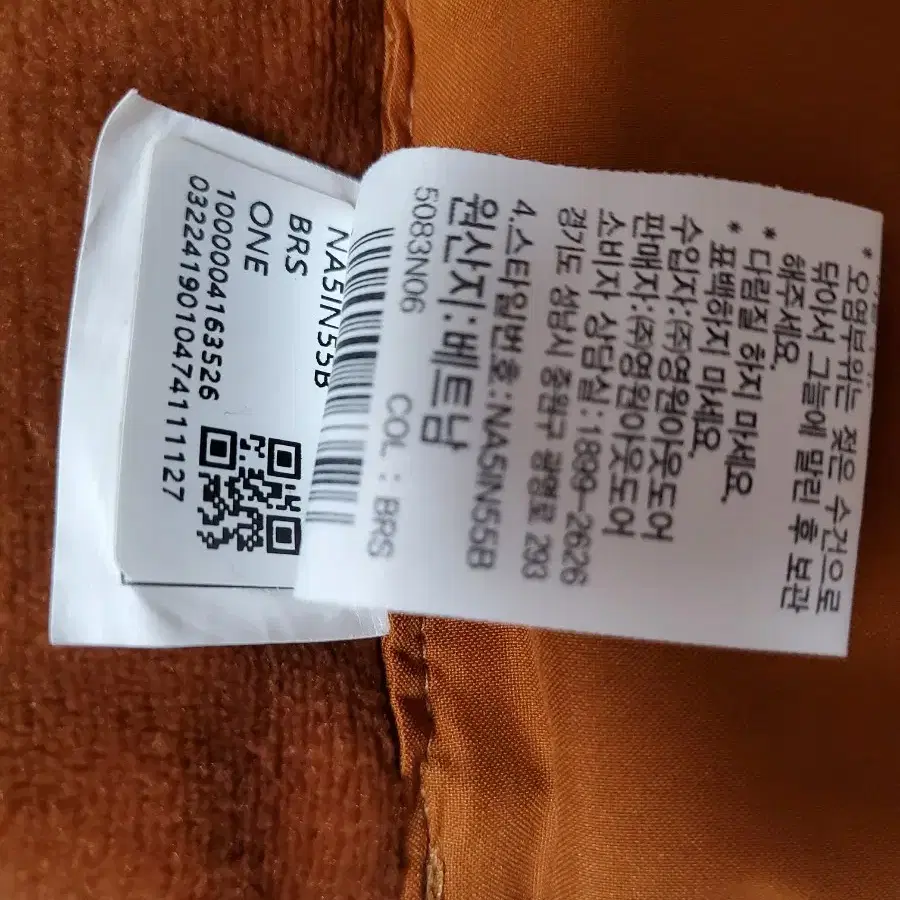 * 오염부위는 젖은 수건으로
닦아서 그늘에 말린 후 보관
해주세요.
* 다림질 하지 마세요.
* 표백하지 마세요.
수입자:㈜영원아웃도어
판매자:㈜영원아웃도어
소비자 상담실:1899-2626
경기도 성남시 중원구 광명로 293
4.스타일번호:NA5IN55B
원산지:베트남
5083N06 COL : BRS
NA5IN55B
BRS
ONE
1000004163526
0322419010474111127